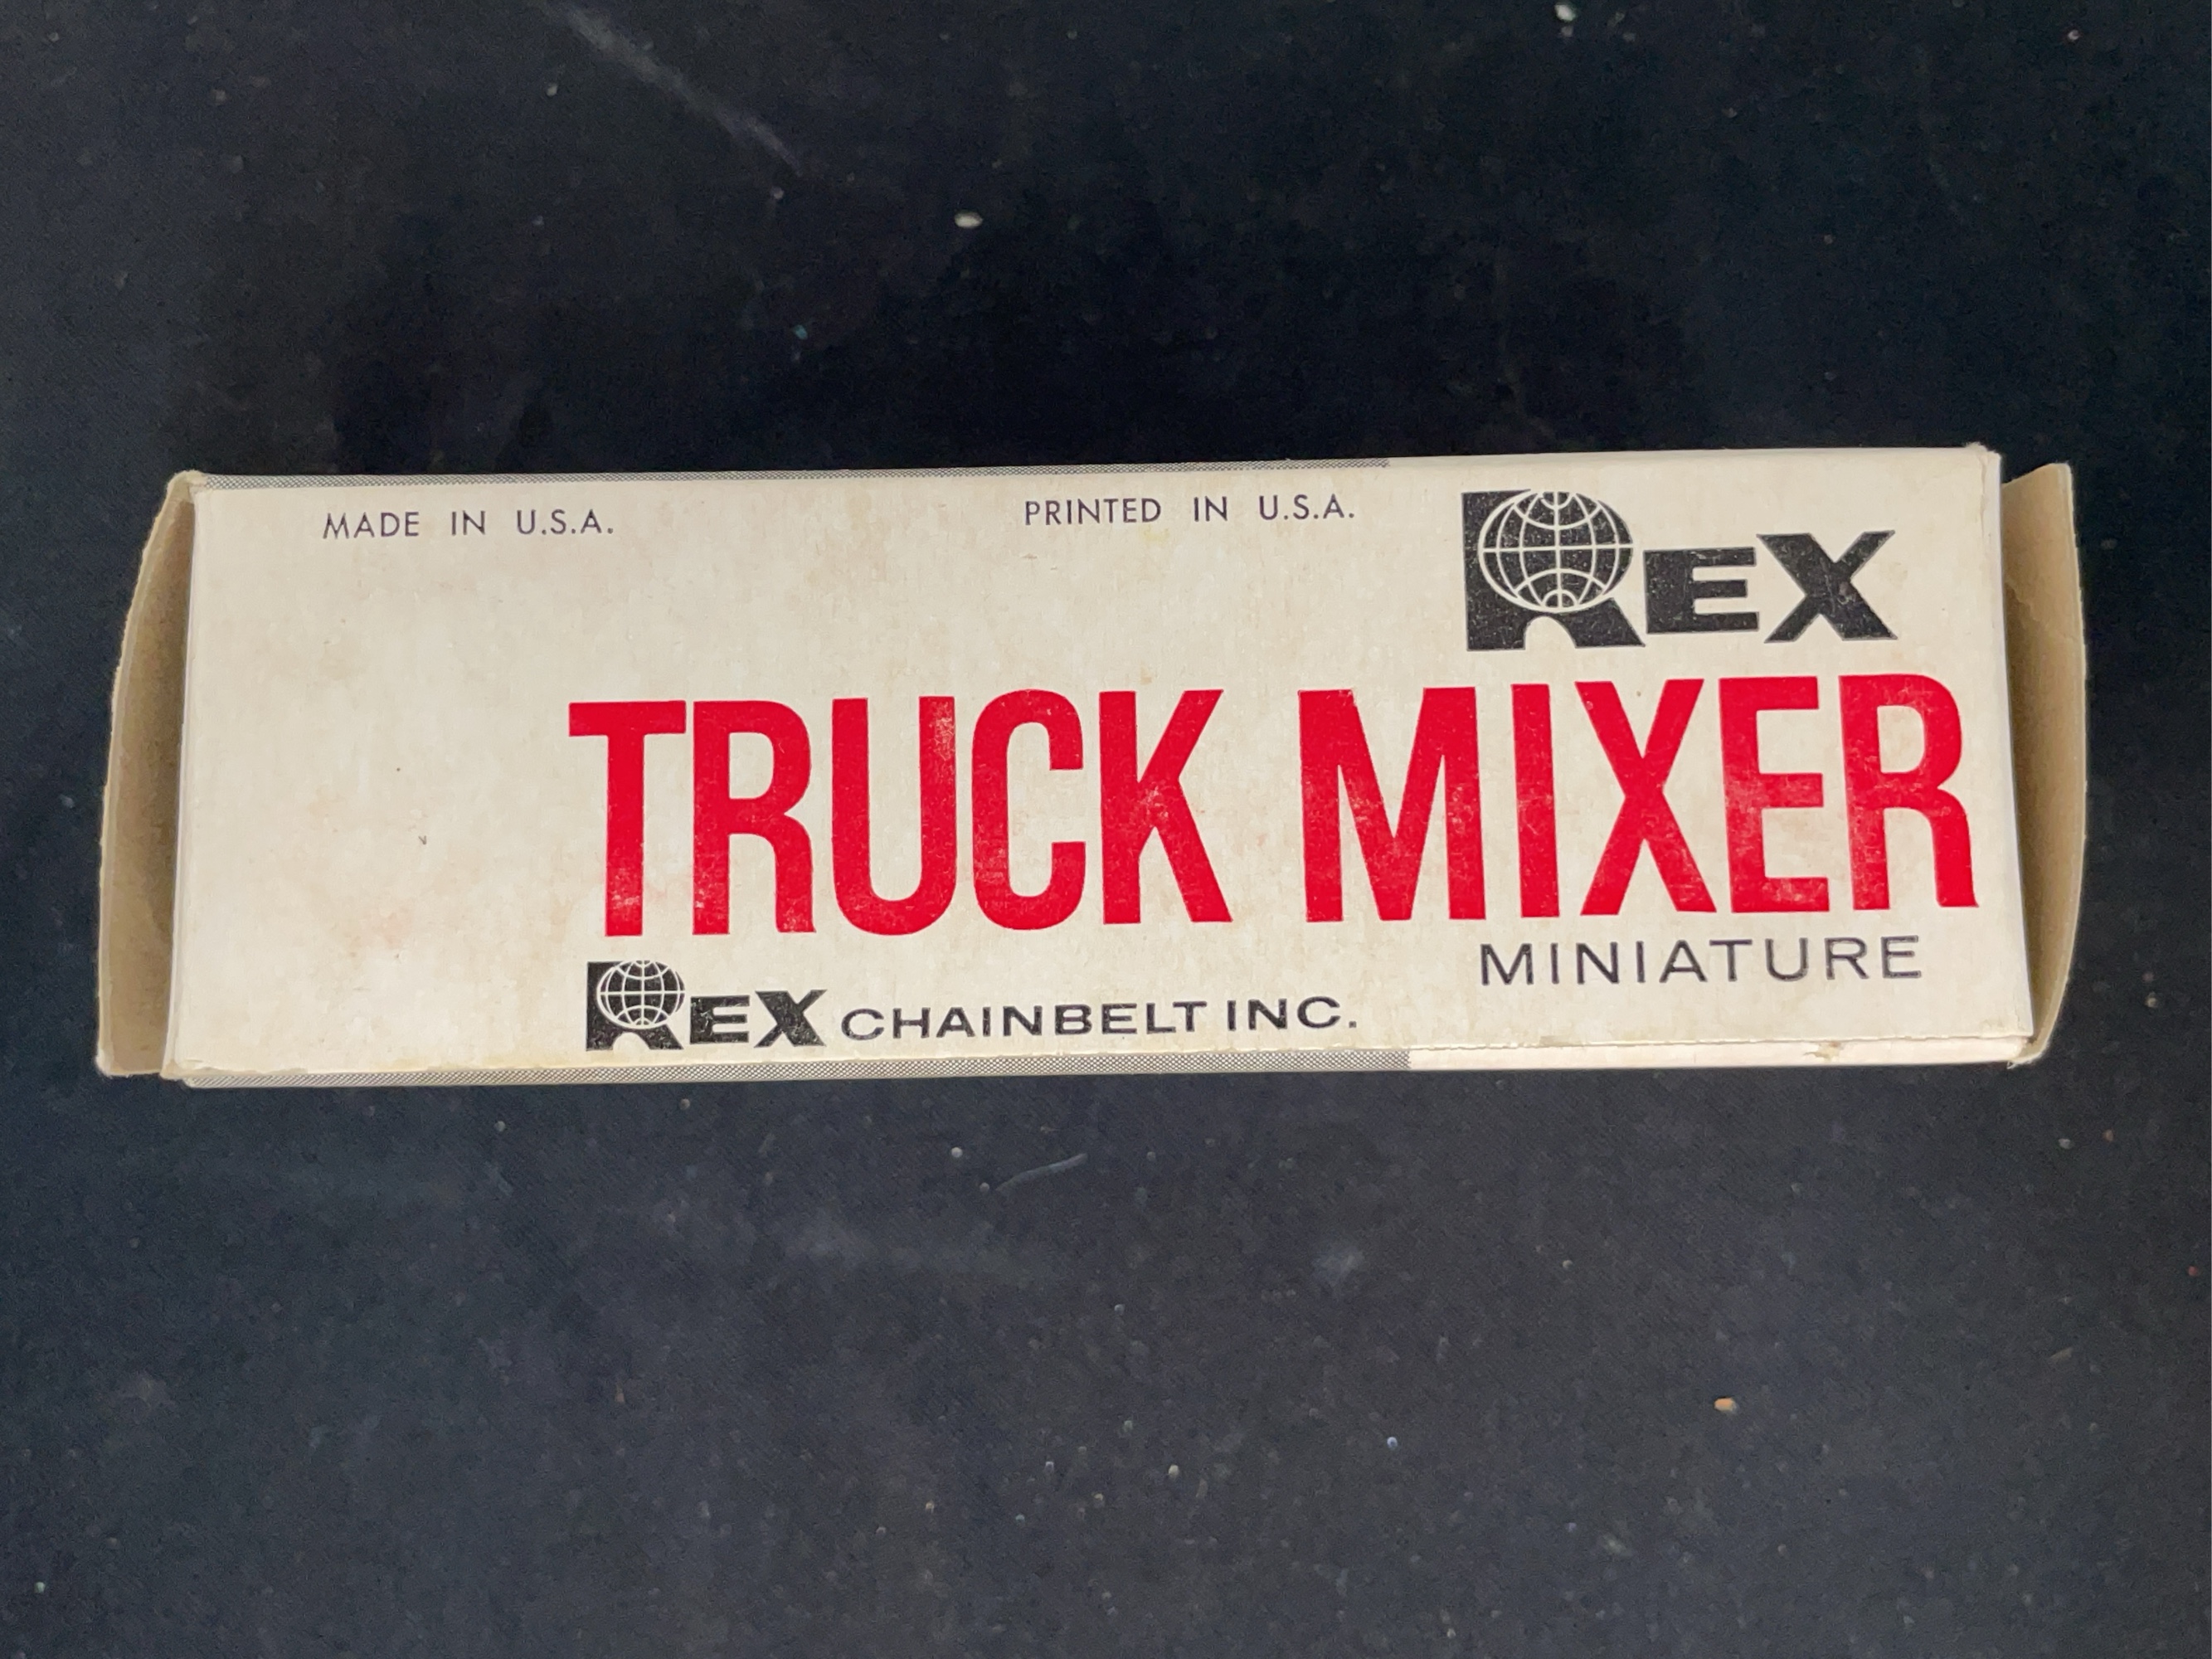 MADE IN U.S.A.
PRINTED IN U.S.A.
REX
TRUCK MIXER
MINIATURE
REX CHAINBELT INC.